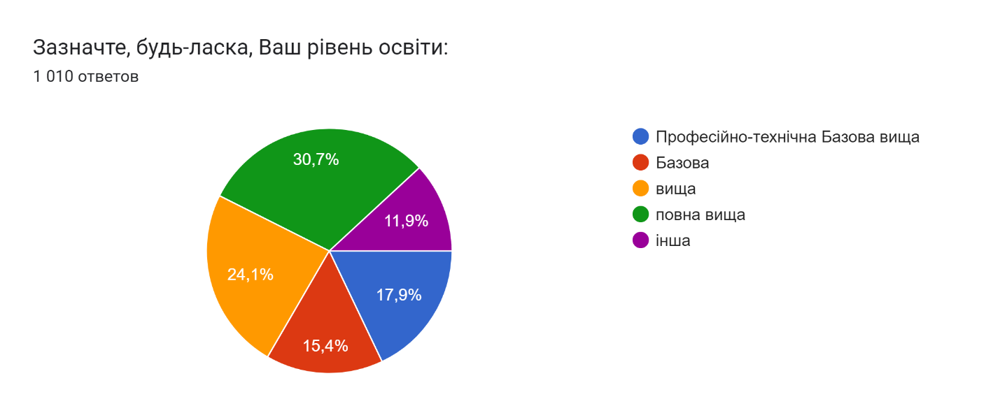 Зазначте, будь-ласка, Ваш рівень освіти:
1 010 ответов
Професійно-технічна Базова вища
Базова
вища
повна вища
інша
30,7%
11,9%
24,1%
17,9%
15,4%